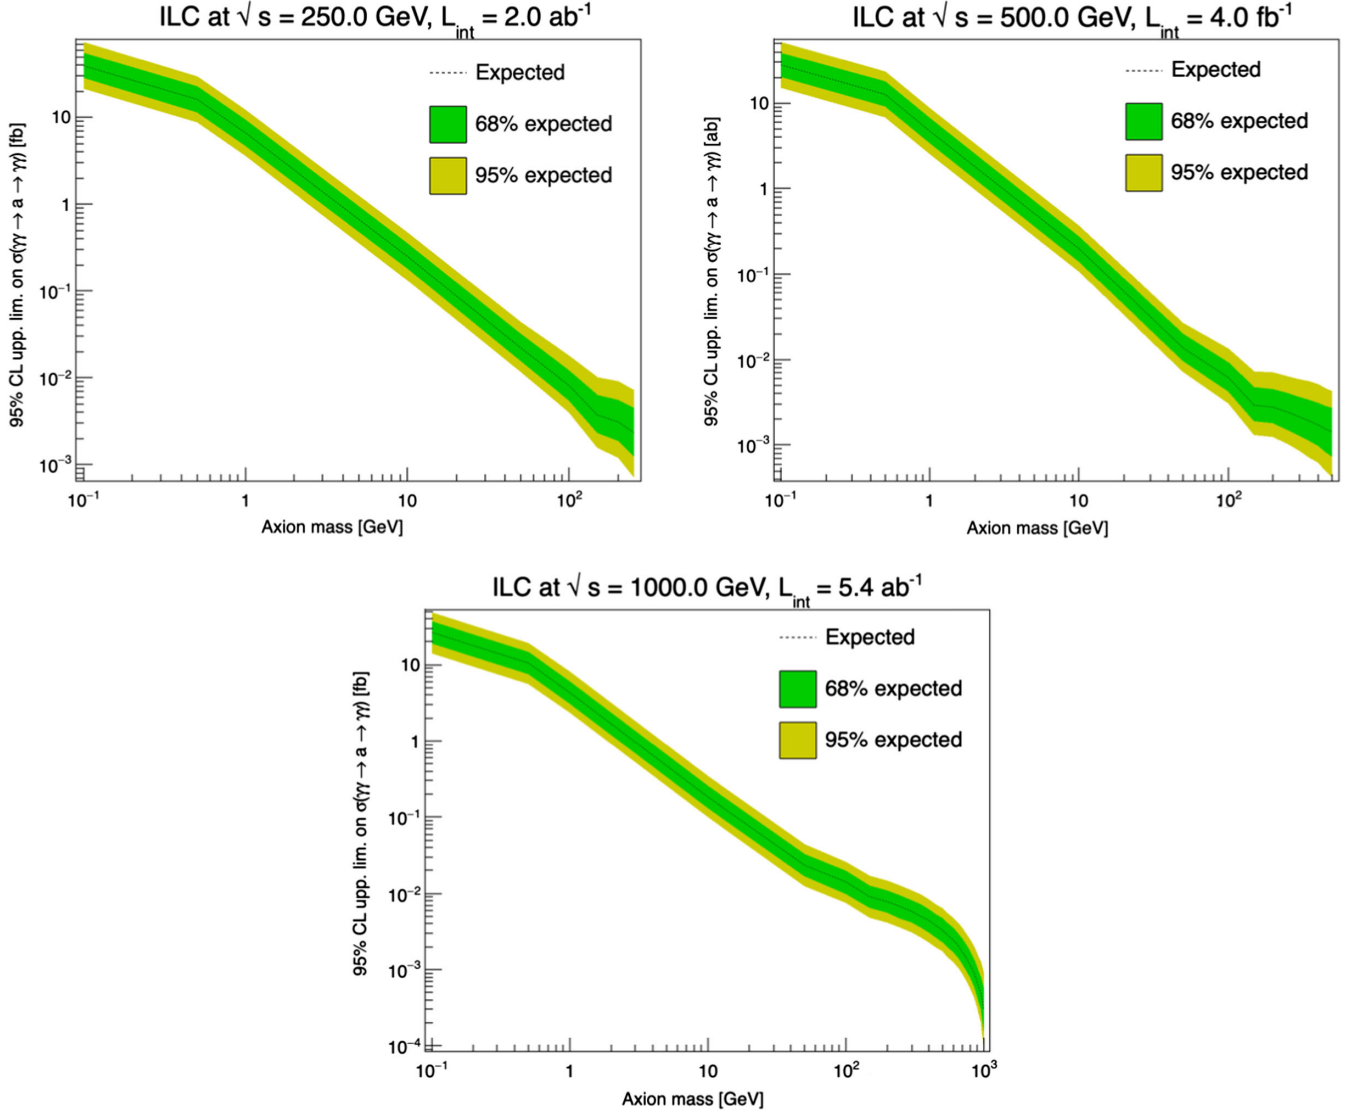 ILC at √ s = 250.0 GeV, L_int = 2.0 ab⁻¹
95% CL upp. lim. on σ(γγ → a → γγ) [fb]
Expected
68% expected
95% expected
10
1
10⁻¹
10⁻²
10⁻³
10⁻¹ 1 10 10²
Axion mass [GeV]
ILC at √ s = 500.0 GeV, L_int = 4.0 fb⁻¹
95% CL upp. lim. on σ(γγ → a → γγ) [ab]
Expected
68% expected
95% expected
10
1
10⁻¹
10⁻²
10⁻³
10⁻¹ 1 10 10²
Axion mass [GeV]
ILC at √ s = 1000.0 GeV, L_int = 5.4 ab⁻¹
95% CL upp. lim. on σ(γγ → a → γγ) [fb]
Expected
68% expected
95% expected
10
1
10⁻¹
10⁻²
10⁻³
10⁻⁴
10⁻¹ 1 10 10² 10³
Axion mass [GeV]